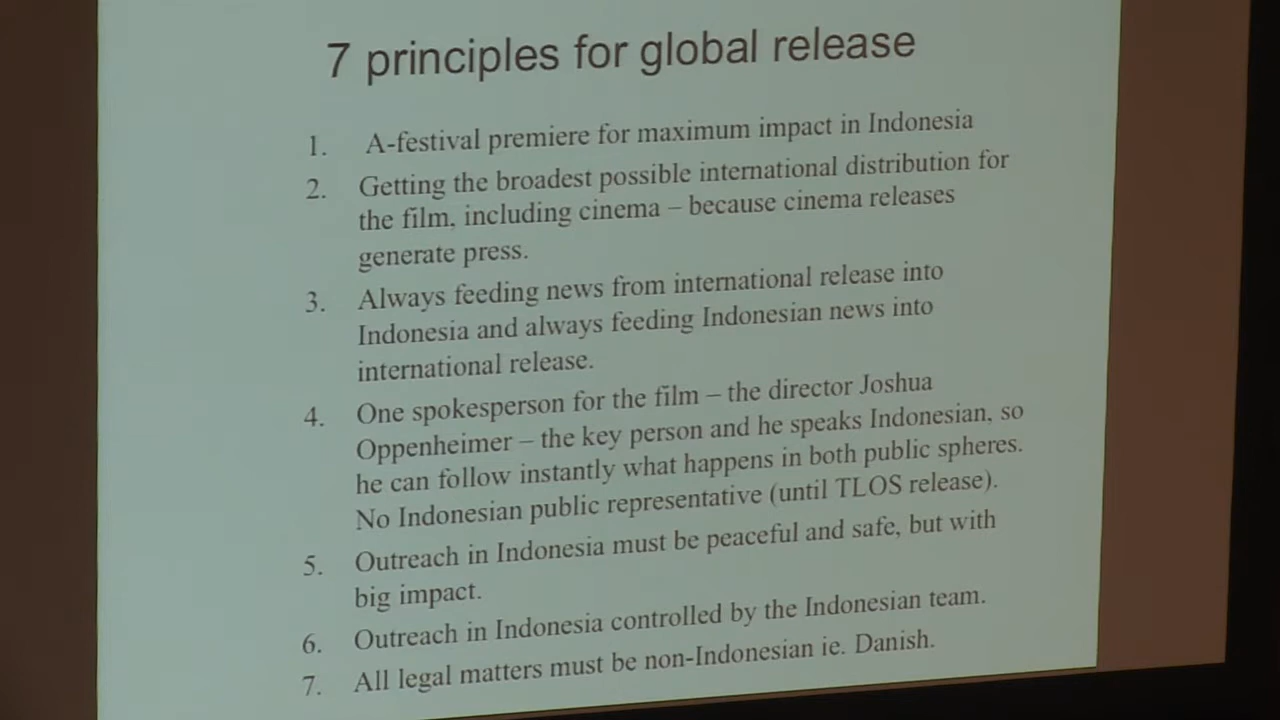 7 principles for global release
1. A-festival premiere for maximum impact in Indonesia
2. Getting the broadest possible international distribution for
the film, including cinema – because cinema releases
generate press.
3. Always feeding news from international release into
Indonesia and always feeding Indonesian news into
international release.
4. One spokesperson for the film – the director Joshua
Oppenheimer – the key person and he speaks Indonesian, so
he can follow instantly what happens in both public spheres.
No Indonesian public representative (until TLOS release).
5. Outreach in Indonesia must be peaceful and safe, but with
big impact.
6. Outreach in Indonesia controlled by the Indonesian team.
7. All legal matters must be non-Indonesian ie. Danish.